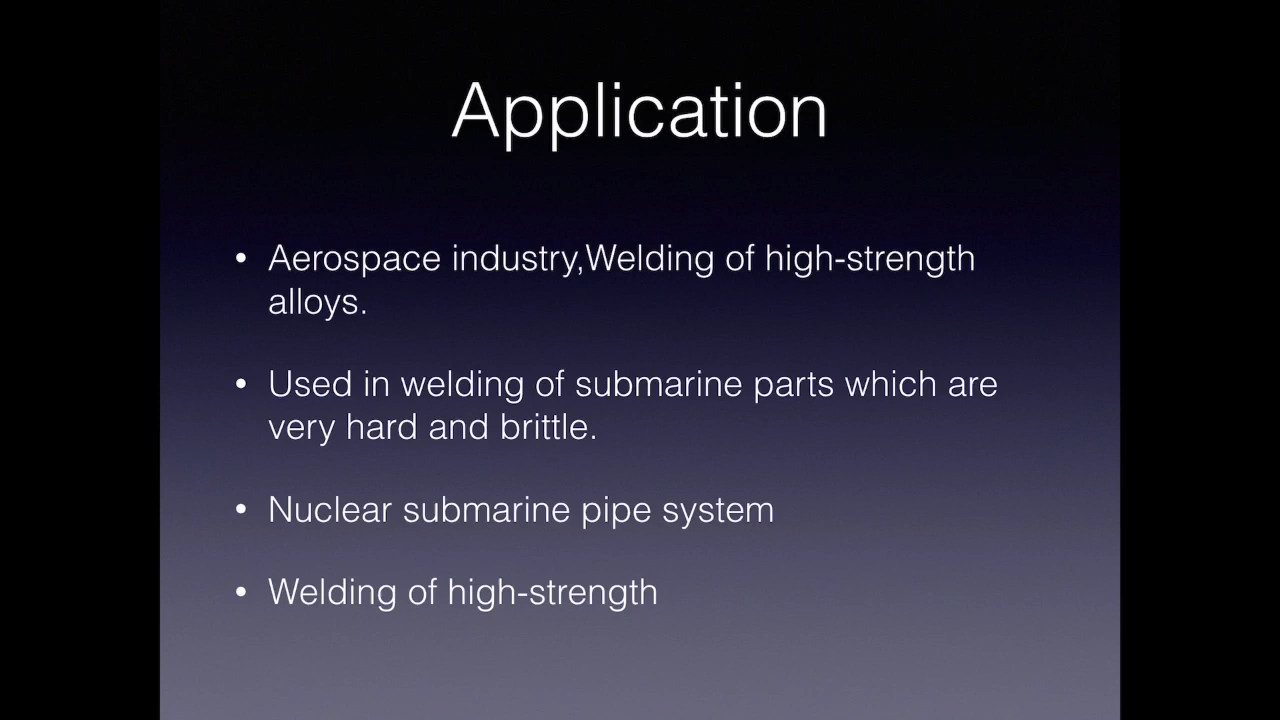 Application
• Aerospace industry,Welding of high-strength
alloys.
• Used in welding of submarine parts which are
very hard and brittle.
• Nuclear submarine pipe system
• Welding of high-strength